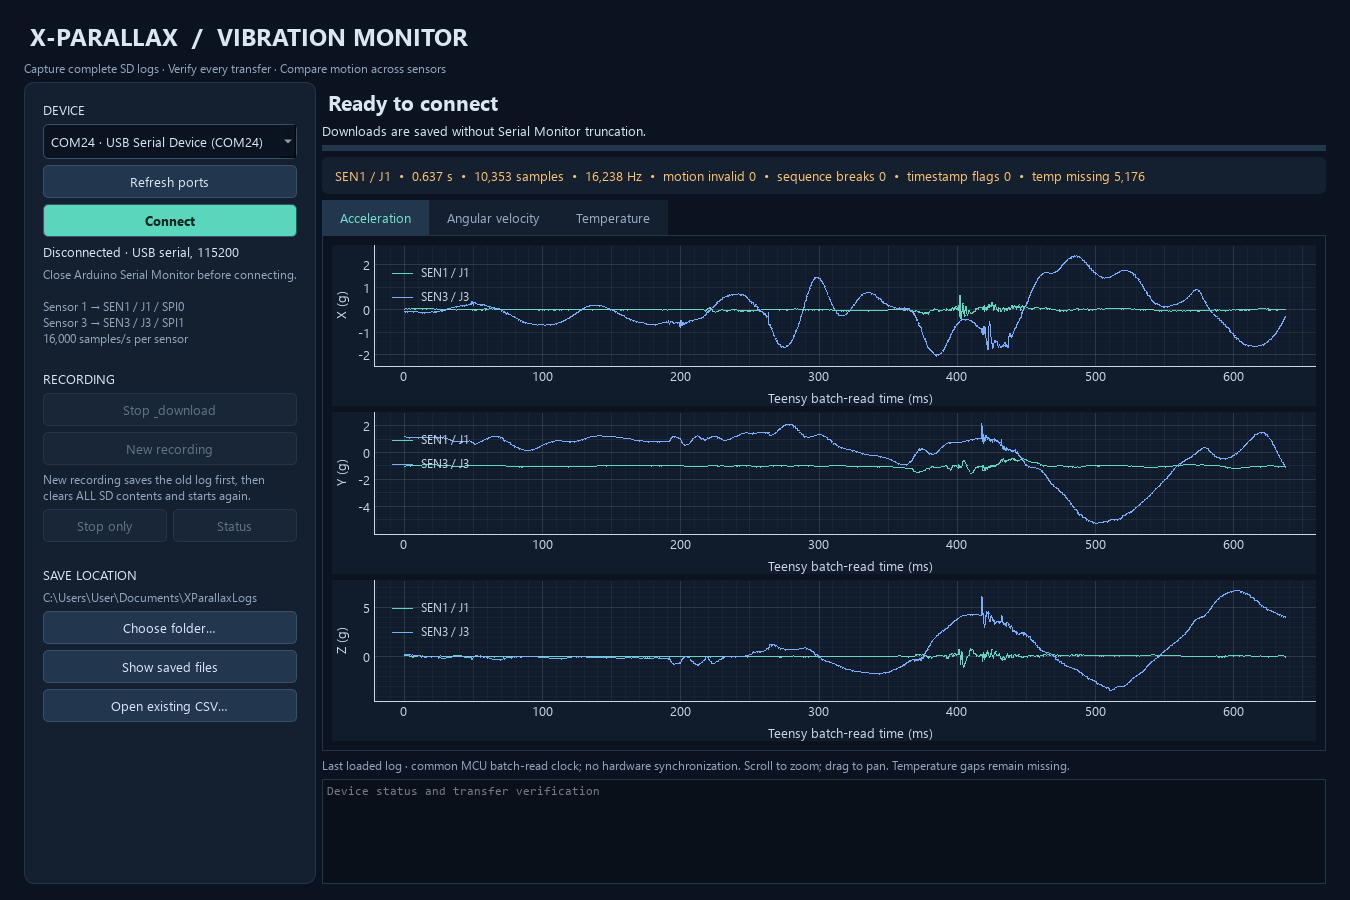 X-PARALLAX / VIBRATION MONITOR
Capture complete SD logs · Verify every transfer · Compare motion across sensors
DEVICE
COM24 · USB Serial Device (COM24)
Refresh ports
Connect
Disconnected · USB serial, 115200
Close Arduino Serial Monitor before connecting.
Sensor 1 → SEN1 / J1 / SPI0
Sensor 3 → SEN3 / J3 / SPI1
16,000 samples/s per sensor
RECORDING
Stop _download
New recording
New recording saves the old log first, then
clears ALL SD contents and starts again.
Stop only
Status
SAVE LOCATION
C:\Users\User\Documents\XParallaxLogs
Choose folder...
Show saved files
Open existing CSV...
Ready to connect
Downloads are saved without Serial Monitor truncation.
SEN1 / J1 • 0.637 s • 10,353 samples • 16,238 Hz • motion invalid 0 • sequence breaks 0 • timestamp flags 0 • temp missing 5,176
Acceleration
Angular velocity
Temperature
X (g)
2
1
0
-1
-2
SEN1 / J1
SEN3 / J3
0 100 200 300 400 500 600
Teensy batch-read time (ms)
Y (g)
2
0
-2
-4
SEN1 / J1
SEN3 / J3
0 100 200 300 400 500 600
Teensy batch-read time (ms)
Z (g)
5
0
SEN1 / J1
SEN3 / J3
0 100 200 300 400 500 600
Teensy batch-read time (ms)
Last loaded log · common MCU batch-read clock; no hardware synchronization. Scroll to zoom; drag to pan. Temperature gaps remain missing.
Device status and transfer verification